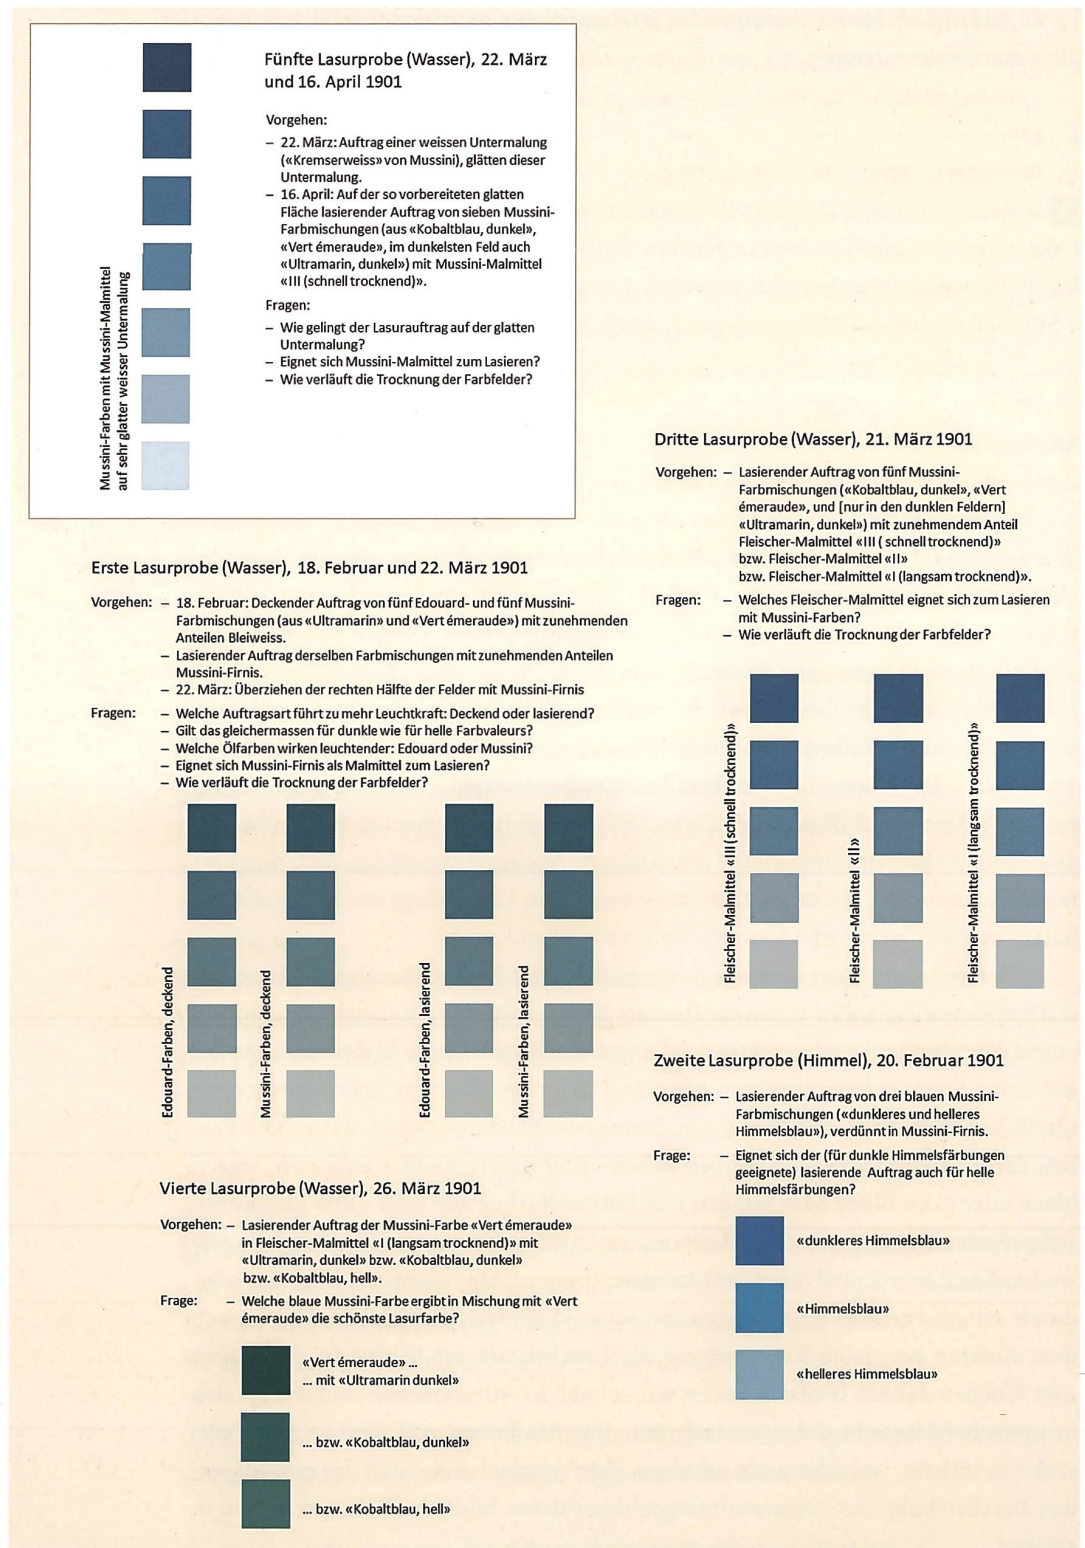 Fünfte Lasurprobe (Wasser), 22. März
und 16. April 1901
Vorgehen:
– 22. März: Auftrag einer weissen Untermalung
(«Kremserweiss» von Mussini), glätten dieser
Untermalung.
– 16. April: Auf der so vorbereiteten glatten
Fläche lasierender Auftrag von sieben Mussini-
Farbmischungen (aus «Kobaltblau, dunkel»,
«Vert émeraude», im dunkelsten Feld auch
«Ultramarin, dunkel») mit Mussini-Malmittel
«III (schnell trocknend)».
Fragen:
– Wie gelingt der Lasurauftrag auf der glatten
Untermalung?
– Eignet sich Mussini-Malmittel zum Lasieren?
– Wie verläuft die Trocknung der Farbfelder?
Mussini-Farben mit Mussini-Malmittel
auf sehr glatter weisser Untermalung
Dritte Lasurprobe (Wasser), 21. März 1901
Vorgehen: – Lasierender Auftrag von fünf Mussini-
Farbmischungen («Kobaltblau, dunkel», «Vert
émeraude», und [nur in den dunklen Feldern]
«Ultramarin, dunkel») mit zunehmendem Anteil
Fleischer-Malmittel «III ( schnell trocknend)»
bzw. Fleischer-Malmittel «II»
bzw. Fleischer-Malmittel «I (langsam trocknend)».
Fragen: – Welches Fleischer-Malmittel eignet sich zum Lasieren
mit Mussini-Farben?
– Wie verläuft die Trocknung der Farbfelder?
Fleischer-Malmittel «III (schnell trocknend)»
Fleischer-Malmittel «II»
Fleischer-Malmittel «I (langsam trocknend)»
Erste Lasurprobe (Wasser), 18. Februar und 22. März 1901
Vorgehen: – 18. Februar: Deckender Auftrag von fünf Edouard- und fünf Mussini-
Farbmischungen (aus «Ultramarin» und «Vert émeraude») mit zunehmenden
Anteilen Bleiweiss.
– Lasierender Auftrag derselben Farbmischungen mit zunehmenden Anteilen
Mussini-Firnis.
– 22. März: Überziehen der rechten Hälfte der Felder mit Mussini-Firnis
Fragen: – Welche Auftragsart führt zu mehr Leuchtkraft: Deckend oder lasierend?
– Gilt das gleichermassen für dunkle wie für helle Farbvaleurs?
– Welche Ölfarben wirken leuchtender: Edouard oder Mussini?
– Eignet sich Mussini-Firnis als Malmittel zum Lasieren?
– Wie verläuft die Trocknung der Farbfelder?
Edouard-Farben, deckend
Mussini-Farben, deckend
Edouard-Farben, lasierend
Mussini-Farben, lasierend
Zweite Lasurprobe (Himmel), 20. Februar 1901
Vorgehen: – Lasierender Auftrag von drei blauen Mussini-
Farbmischungen («dunkleres und helleres
Himmelsblau»), verdünnt in Mussini-Firnis.
Frage: – Eignet sich der (für dunkle Himmelsfärbungen
geeignete) lasierende Auftrag auch für helle
Himmelsfärbungen?
«dunkleres Himmelsblau»
«Himmelsblau»
«helleres Himmelsblau»
Vierte Lasurprobe (Wasser), 26. März 1901
Vorgehen: – Lasierender Auftrag der Mussini-Farbe «Vert émeraude»
in Fleischer-Malmittel «I (langsam trocknend)» mit
«Ultramarin, dunkel» bzw. «Kobaltblau, dunkel»
bzw. «Kobaltblau, hell».
Frage: – Welche blaue Mussini-Farbe ergibt in Mischung mit «Vert
émeraude» die schönste Lasurfarbe?
«Vert émeraude» ...
... mit «Ultramarin dunkel»
... bzw. «Kobaltblau, dunkel»
... bzw. «Kobaltblau, hell»